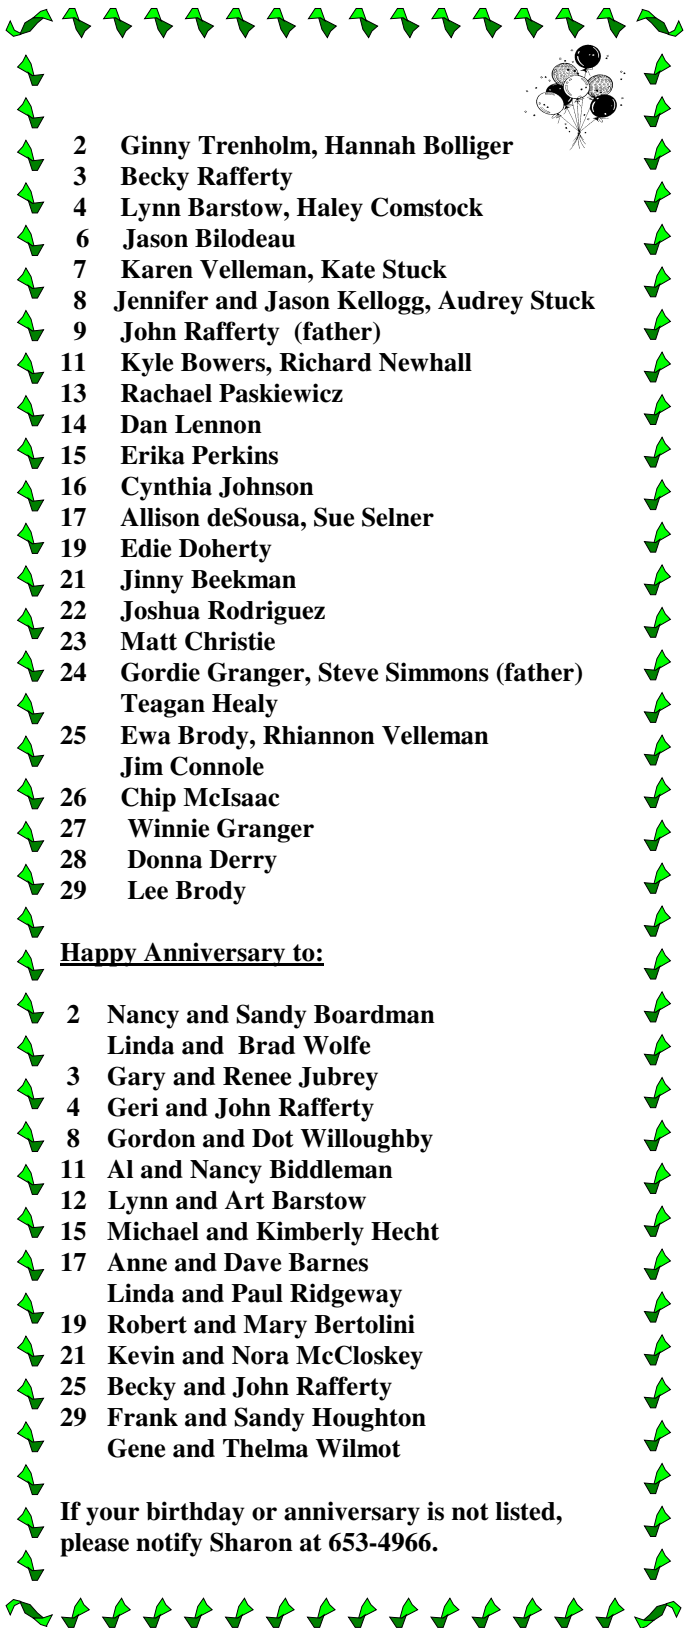 2 Ginny Trenholm, Hannah Bolliger
3 Becky Rafferty
4 Lynn Barstow, Haley Comstock
6 Jason Bilodeau
7 Karen Velleman, Kate Stuck
8 Jennifer and Jason Kellogg, Audrey Stuck
9 John Rafferty (father)
11 Kyle Bowers, Richard Newhall
13 Rachael Paskiewicz
14 Dan Lennon
15 Erika Perkins
16 Cynthia Johnson
17 Allison deSousa, Sue Selner
19 Edie Doherty
21 Jinny Beekman
22 Joshua Rodriguez
23 Matt Christie
24 Gordie Granger, Steve Simmons (father)
Teagan Healy
25 Ewa Brody, Rhiannon Velleman
Jim Connole
26 Chip McIsaac
27 Winnie Granger
28 Donna Derry
29 Lee Brody
Happy Anniversary to:
2 Nancy and Sandy Boardman
Linda and Brad Wolfe
3 Gary and Renee Jubrey
4 Geri and John Rafferty
8 Gordon and Dot Willoughby
11 Al and Nancy Biddleman
12 Lynn and Art Barstow
15 Michael and Kimberly Hecht
17 Anne and Dave Barnes
Linda and Paul Ridgeway
19 Robert and Mary Bertolini
21 Kevin and Nora McCloskey
25 Becky and John Rafferty
29 Frank and Sandy Houghton
Gene and Thelma Wilmot
If your birthday or anniversary is not listed,
please notify Sharon at 653-4966.